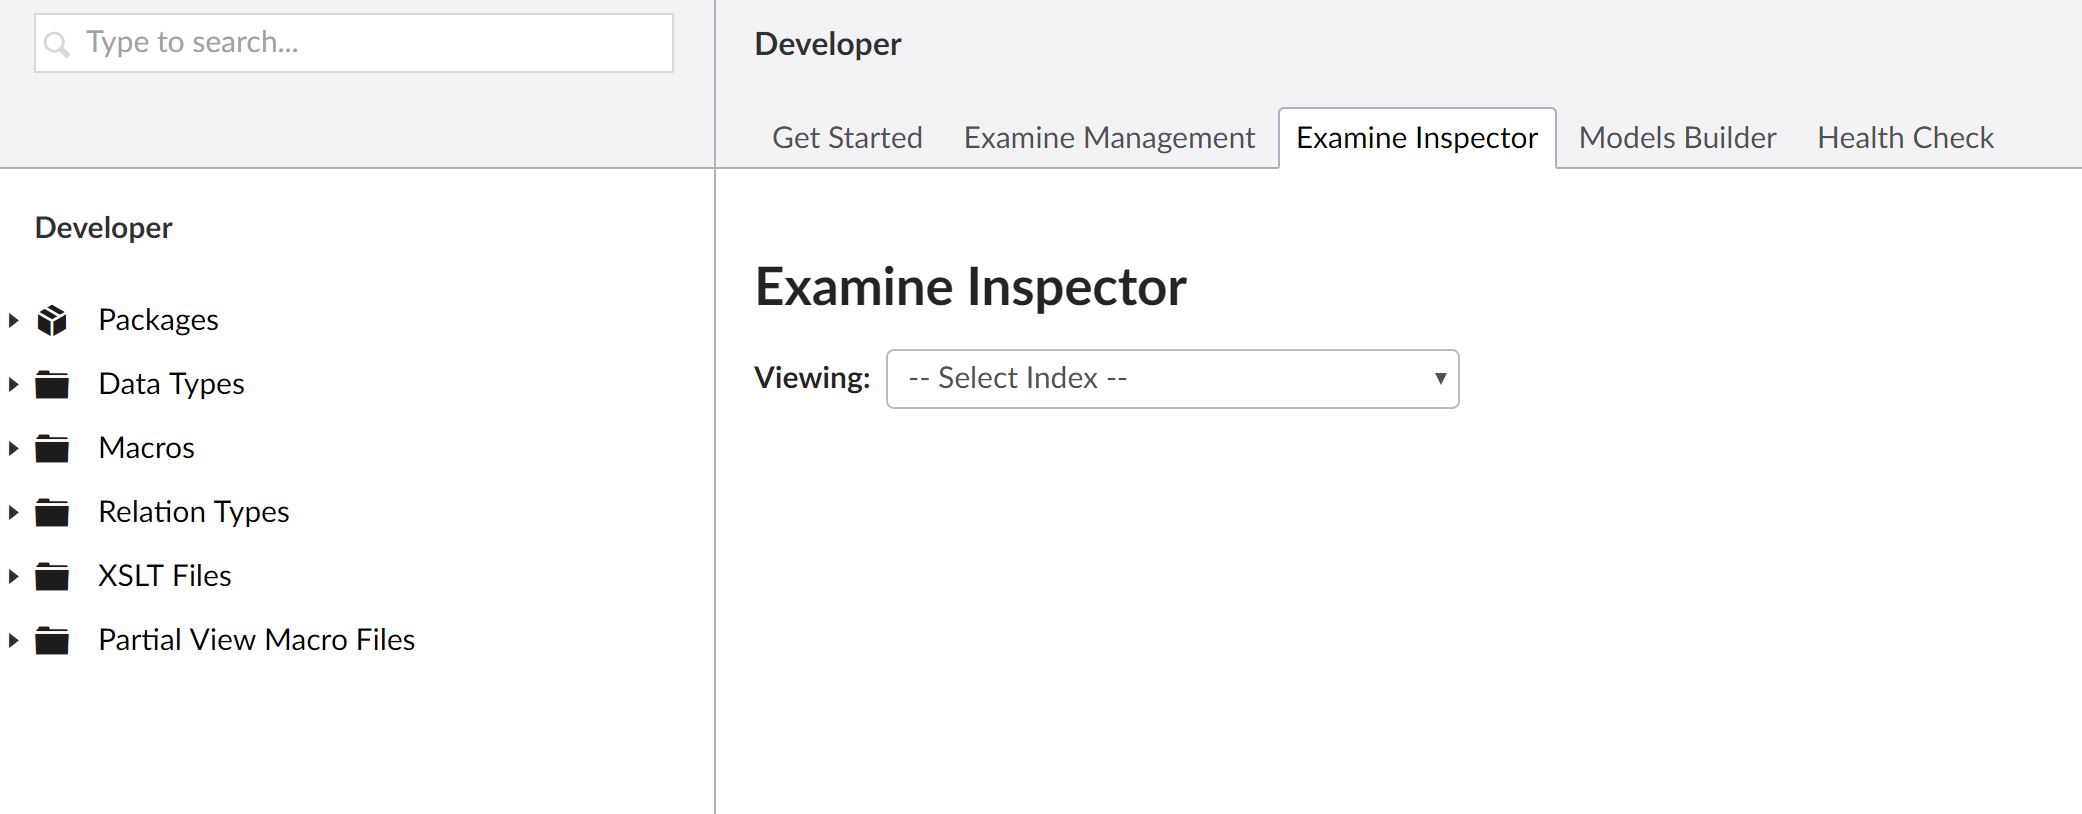 Type to search...
Developer
Packages
Data Types
Macros
Relation Types
XSLT Files
Partial View Macro Files
Developer
Get Started Examine Management Examine Inspector Models Builder Health Check
Examine Inspector
Viewing: -- Select Index --